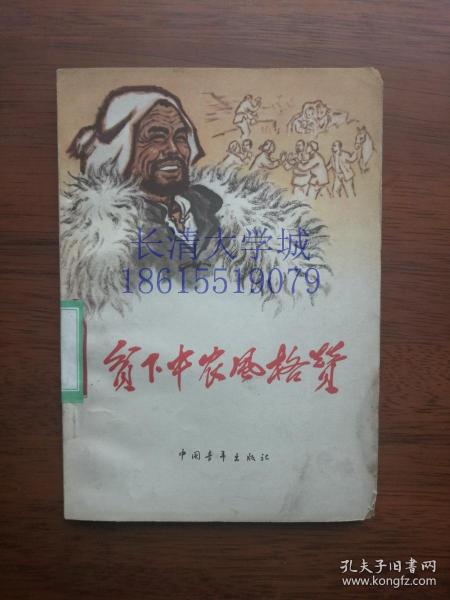 长清大学城
18615519079
贫下中农风格赞
中国青年出版社
孔夫子旧书网
www.kongfz.com